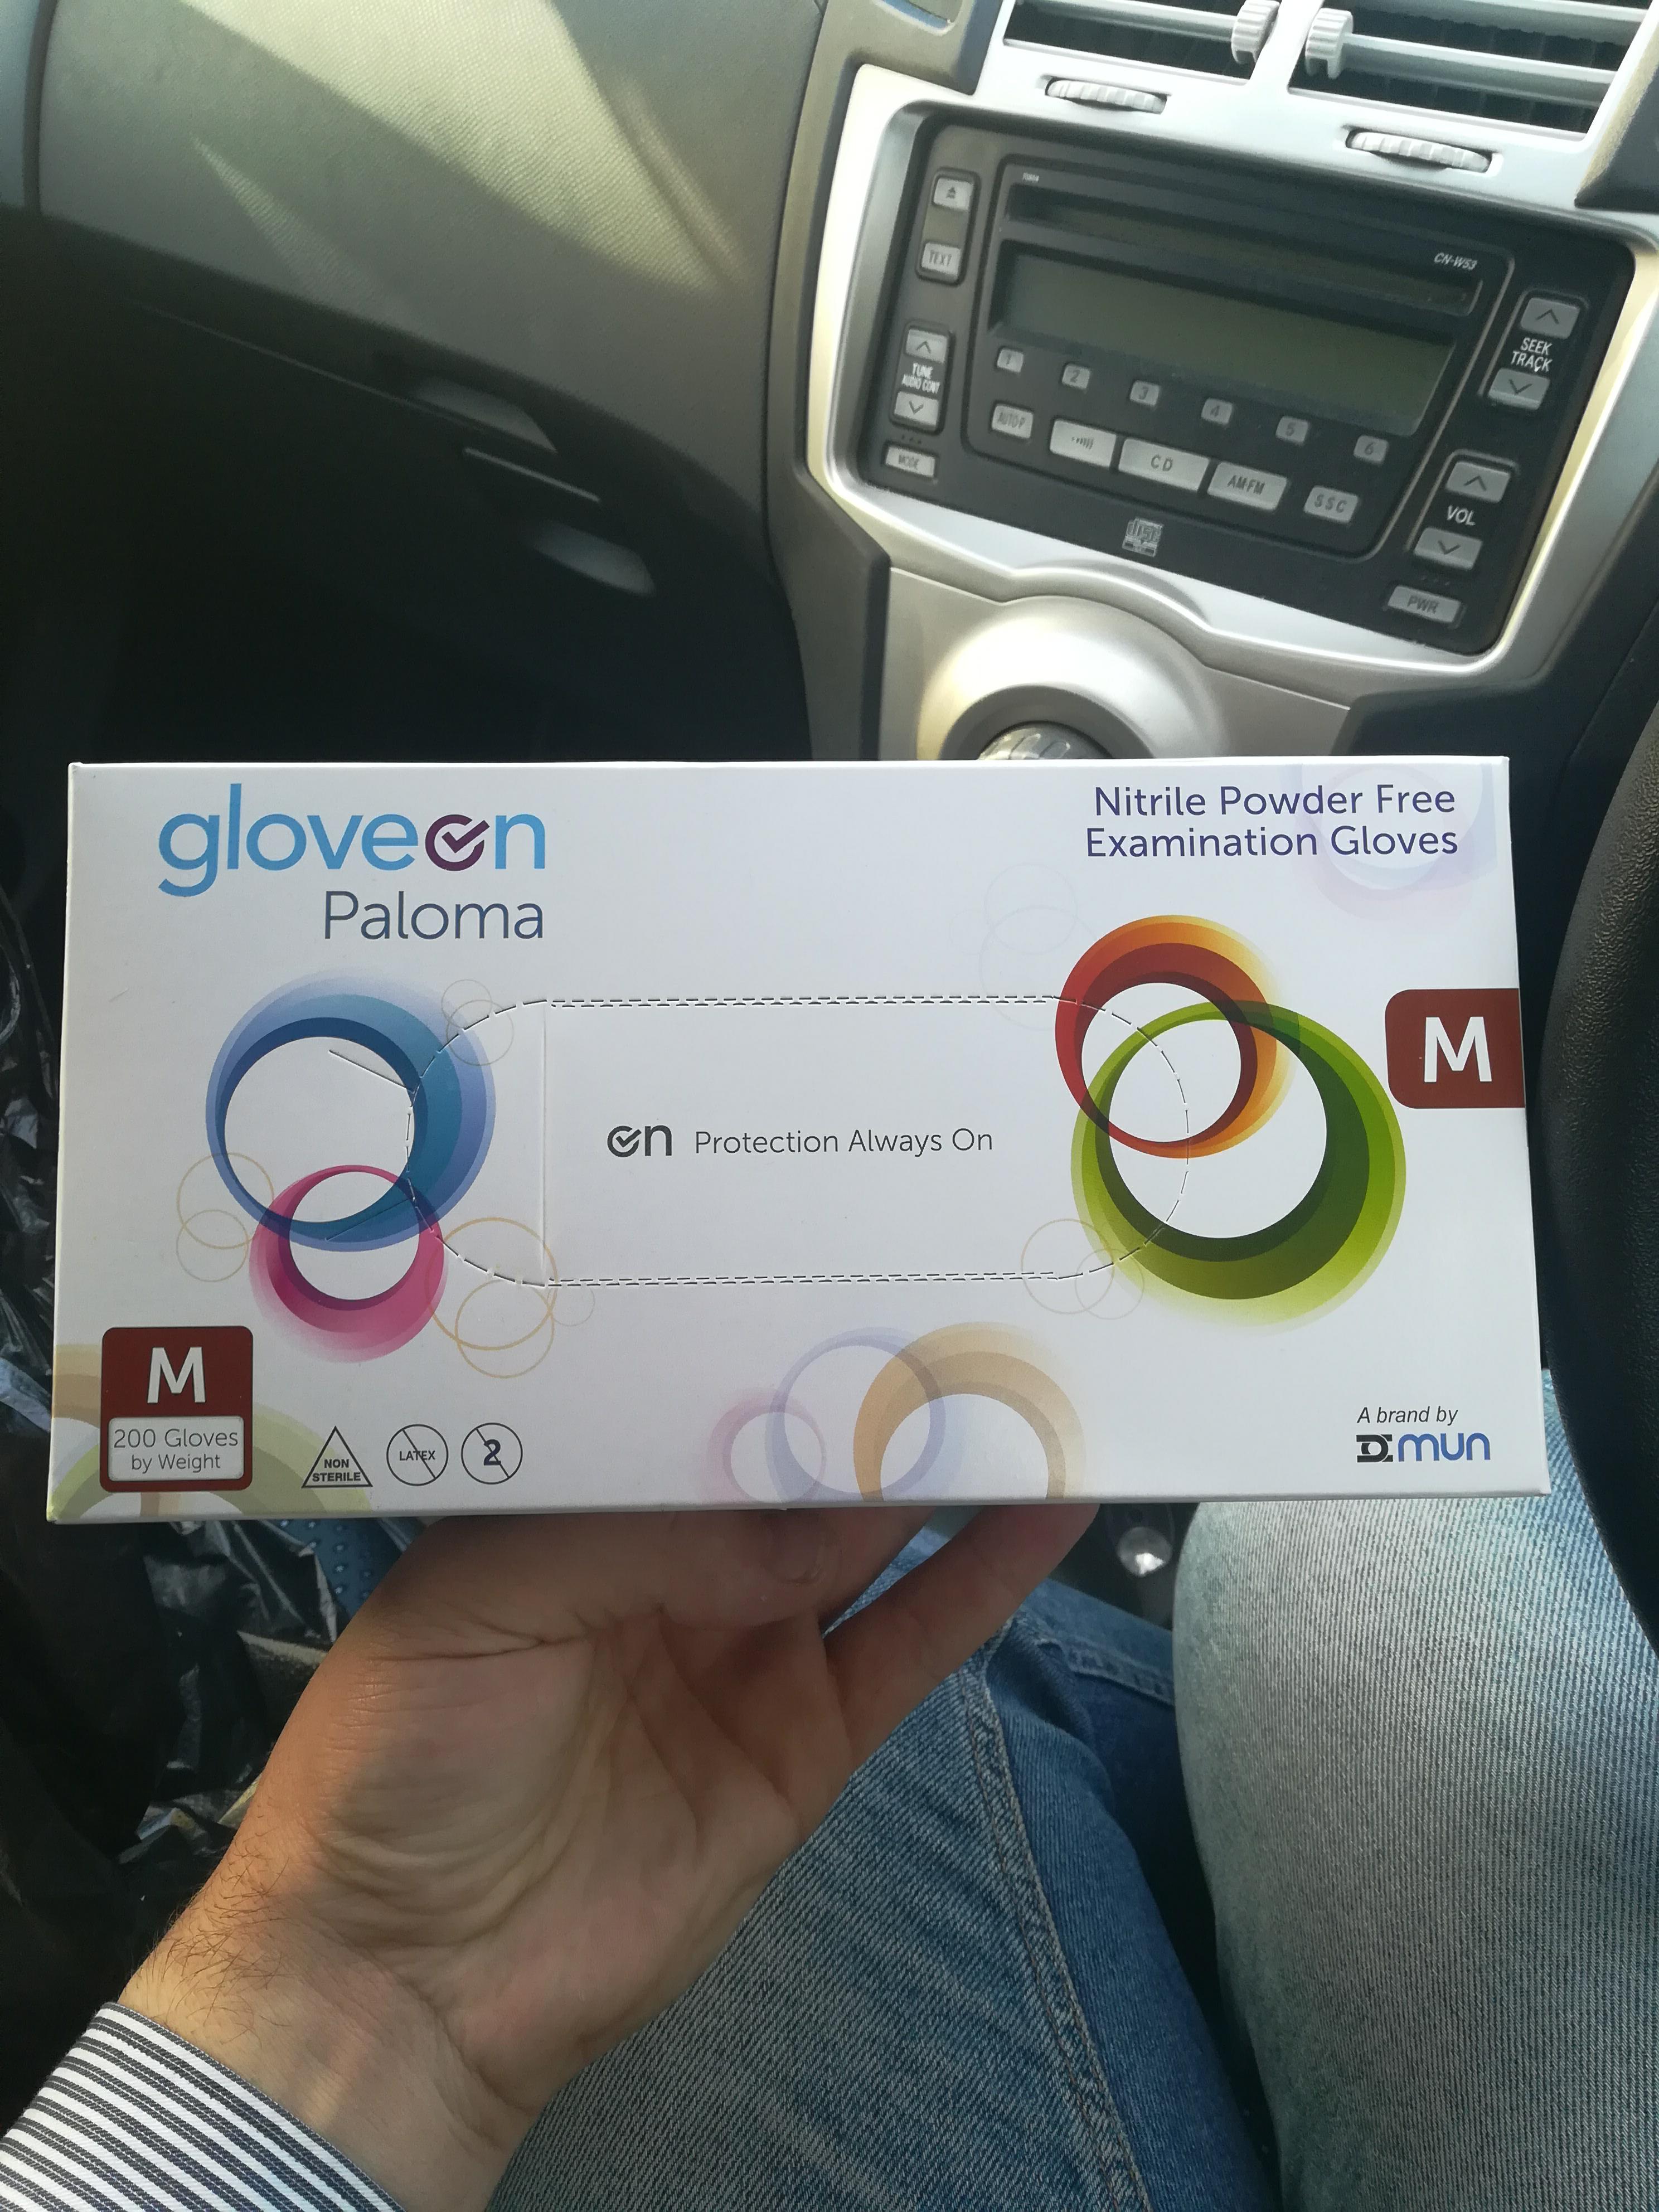 CN-W53
TEXT
SEEK
TRACK
TUNE
AUDIO CONT
1
2
3
4
5
6
AUTO·P
MODE
CD
AM·FM
SSC
VOL
PWR
disc
gloveon
Paloma
Nitrile Powder Free
Examination Gloves
M
on Protection Always On
M
200 Gloves
by Weight
NON
STERILE
LATEX
2
A brand by
mun